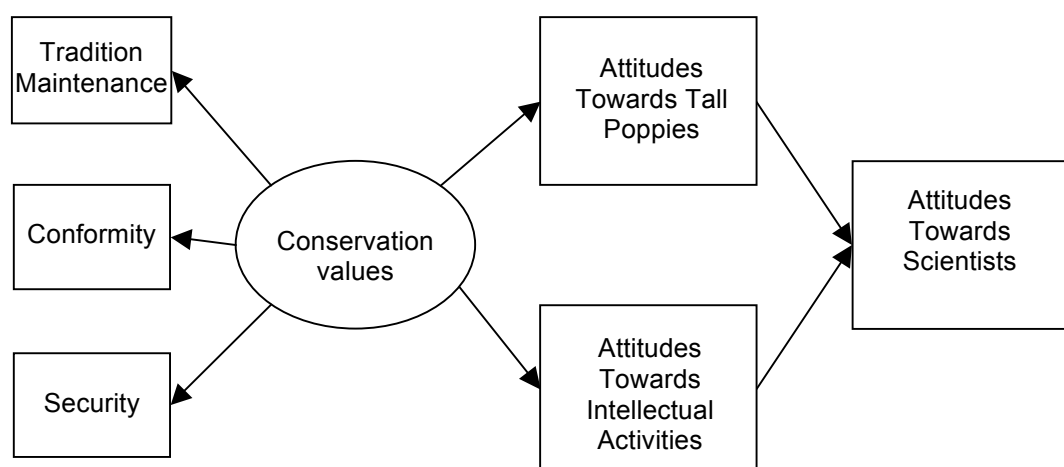 Tradition
Maintenance
Conformity
Security
Conservation
values
Attitudes
Towards Tall
Poppies
Attitudes
Towards
Intellectual
Activities
Attitudes
Towards
Scientists